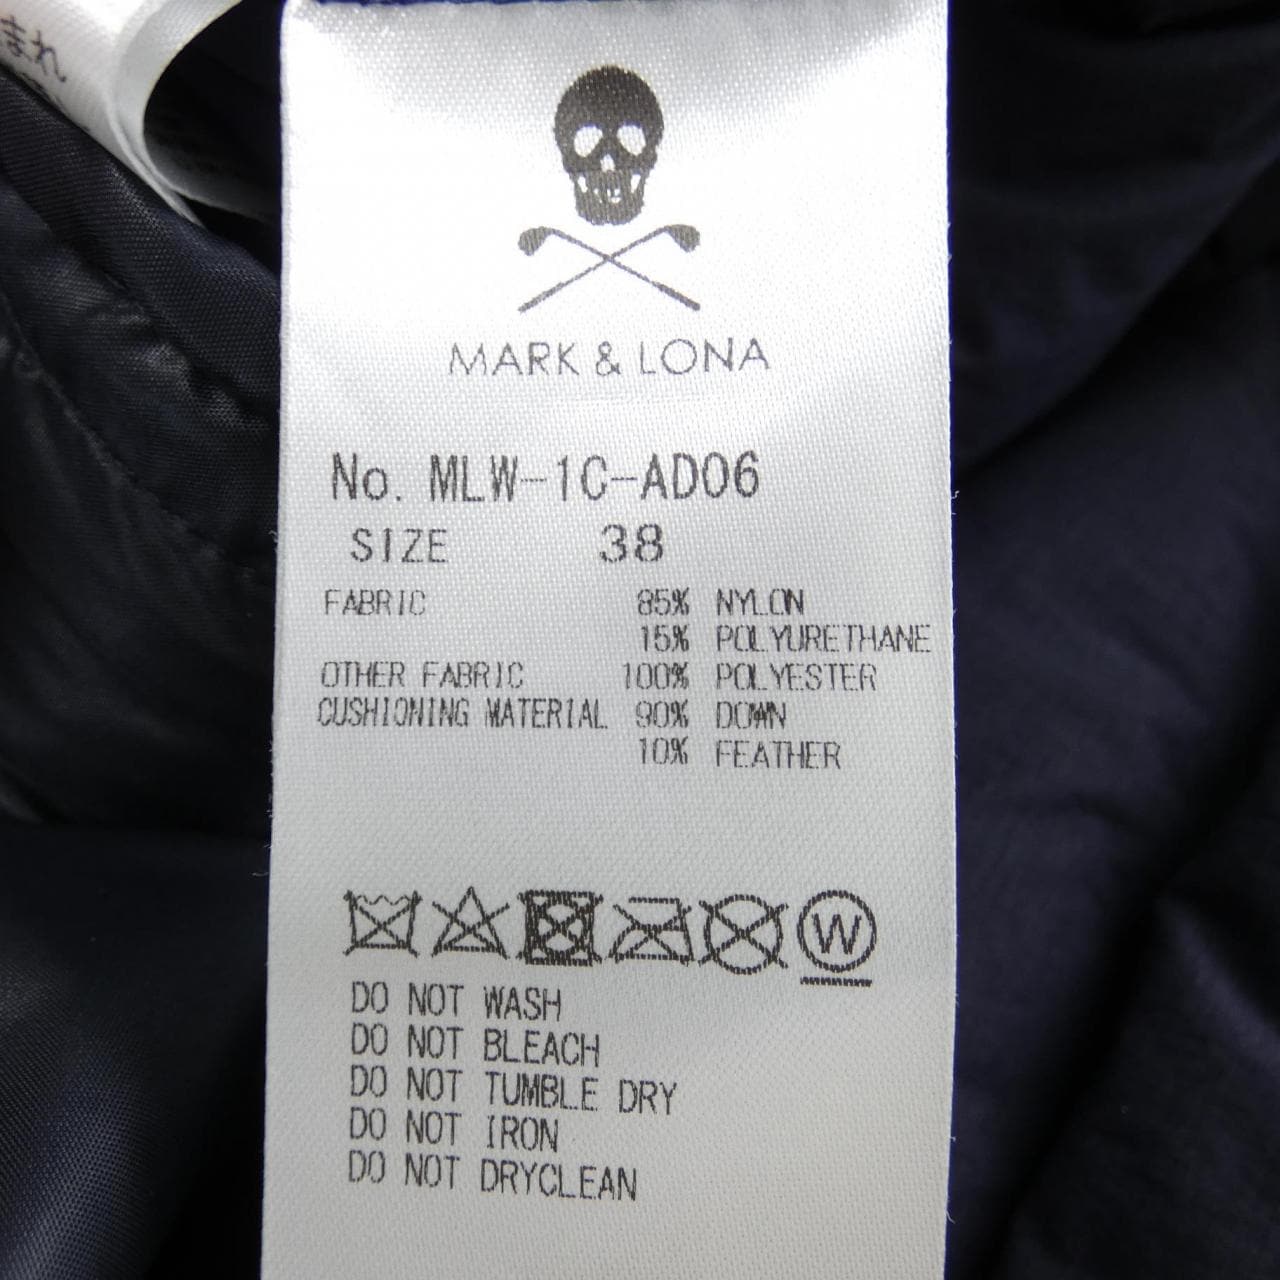 まれ
MARK & LONA
No. MLW-1C-AD06
SIZE 38
FABRIC 85% NYLON
15% POLYURETHANE
OTHER FABRIC 100% POLYESTER
CUSHIONING MATERIAL 90% DOWN
10% FEATHER
W
DO NOT WASH
DO NOT BLEACH
DO NOT TUMBLE DRY
DO NOT IRON
DO NOT DRYCLEAN